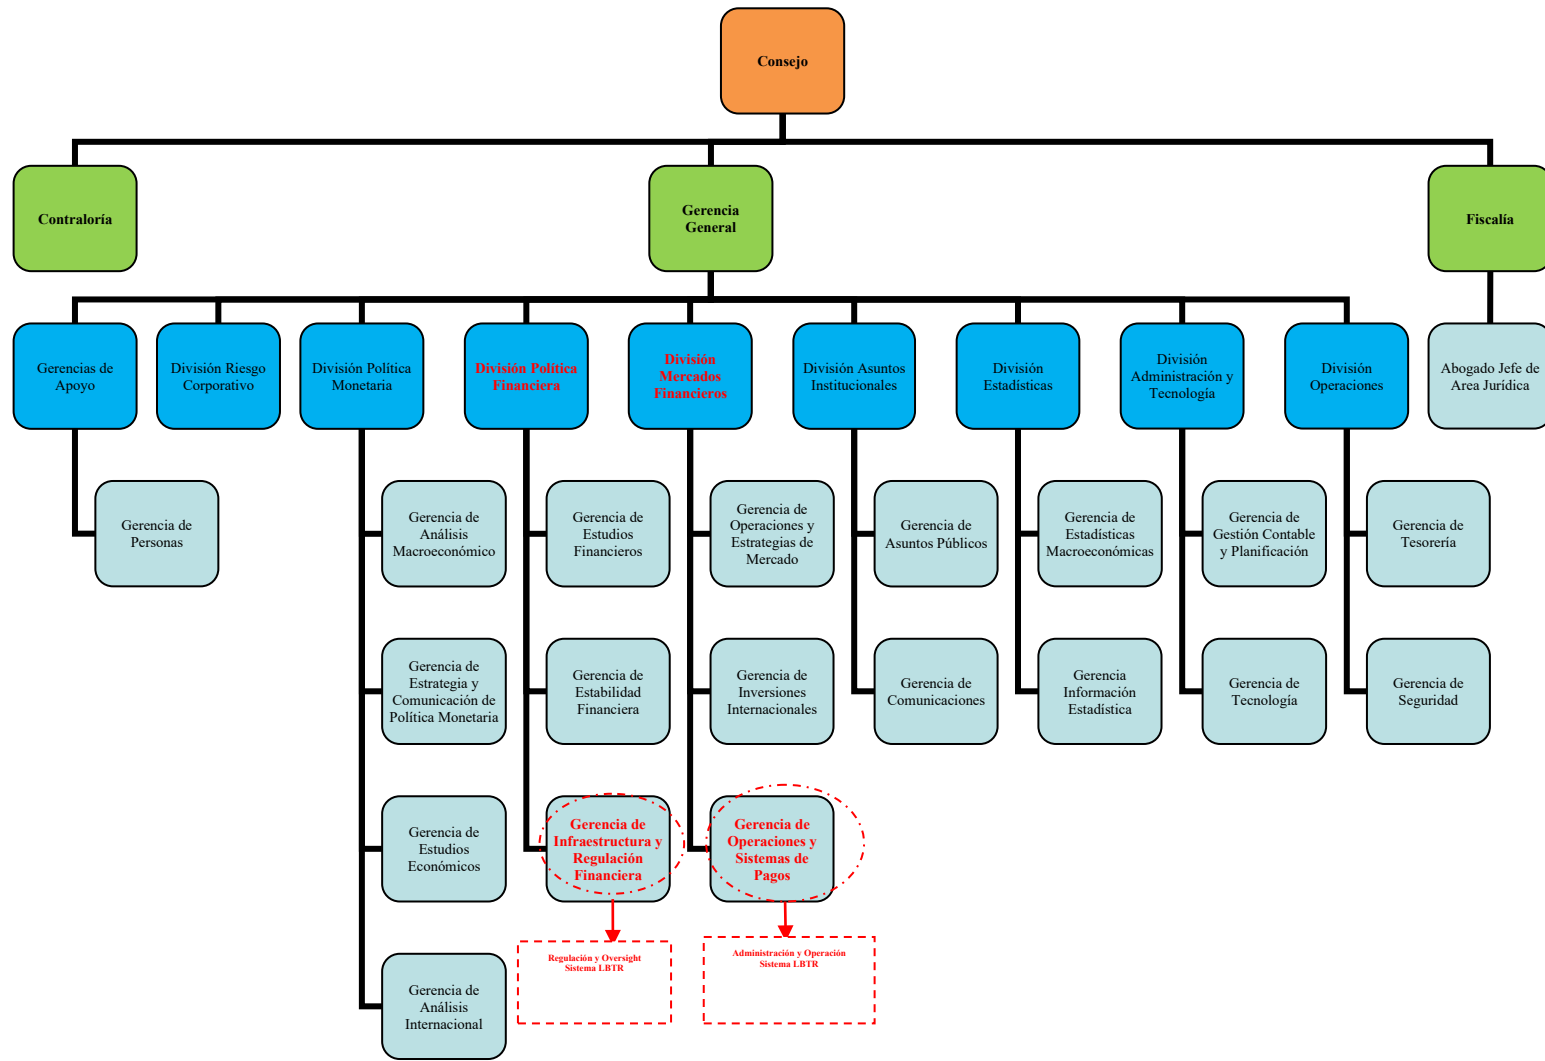 Consejo
Contraloría
Gerencia
General
Fiscalía
Gerencias de
Apoyo
División Riesgo
Corporativo
División Política
Monetaria
División Política
Financiera
División
Mercados
Financieros
División Asuntos
Institucionales
División
Estadísticas
División
Administración y
Tecnología
División
Operaciones
Abogado Jefe de
Area Jurídica
Gerencia de
Personas
Gerencia de
Análisis
Macroeconómico
Gerencia de
Estudios
Financieros
Gerencia de
Operaciones y
Estrategias de
Mercado
Gerencia de
Asuntos Públicos
Gerencia de
Estadísticas
Macroeconómicas
Gerencia de
Gestión Contable
y Planificación
Gerencia de
Tesorería
Gerencia de
Estrategia y
Comunicación de
Política Monetaria
Gerencia de
Estabilidad
Financiera
Gerencia de
Inversiones
Internacionales
Gerencia de
Comunicaciones
Gerencia
Información
Estadística
Gerencia de
Tecnología
Gerencia de
Seguridad
Gerencia de
Estudios
Económicos
Gerencia de
Infraestructura y
Regulación
Financiera
Gerencia de
Operaciones y
Sistemas de
Pagos
Gerencia de
Análisis
Internacional
Regulación y Oversight
Sistema LBTR
Administración y Operación
Sistema LBTR